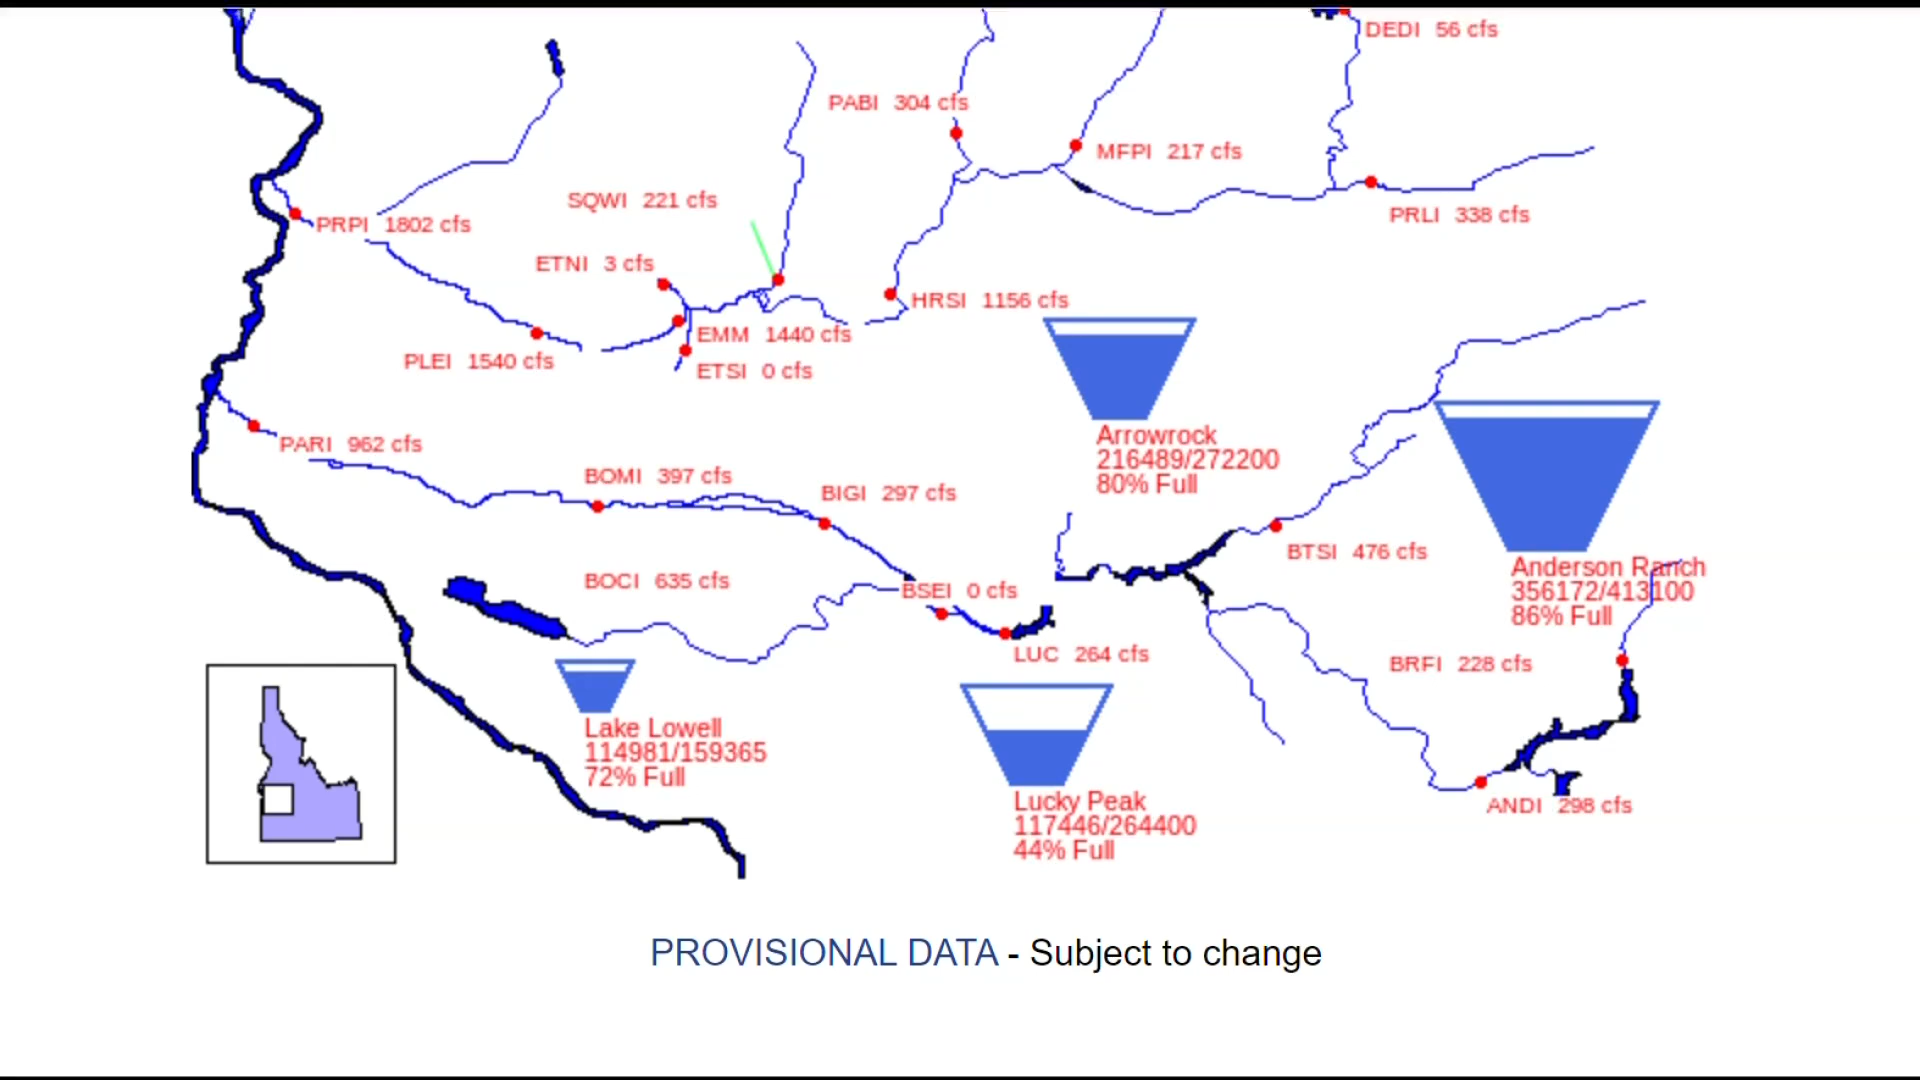 DEDI 56 cfs
PABI 304 cfs
MFPI 217 cfs
SQWI 221 cfs
PRLI 338 cfs
PRPI 1802 cfs
ETNI 3 cfs
HRSI 1156 cfs
EMM 1440 cfs
PLEI 1540 cfs
ETSI 0 cfs
Arrowrock
216489/272200
80% Full
PARI 962 cfs
BOMI 397 cfs
BIGI 297 cfs
BTSI 476 cfs
Anderson Ranch
356172/413100
86% Full
BOCI 635 cfs
BSEI 0 cfs
LUC 264 cfs
BRFI 228 cfs
Lake Lowell
114981/159365
72% Full
Lucky Peak
117446/264400
44% Full
ANDI 298 cfs
PROVISIONAL DATA - Subject to change